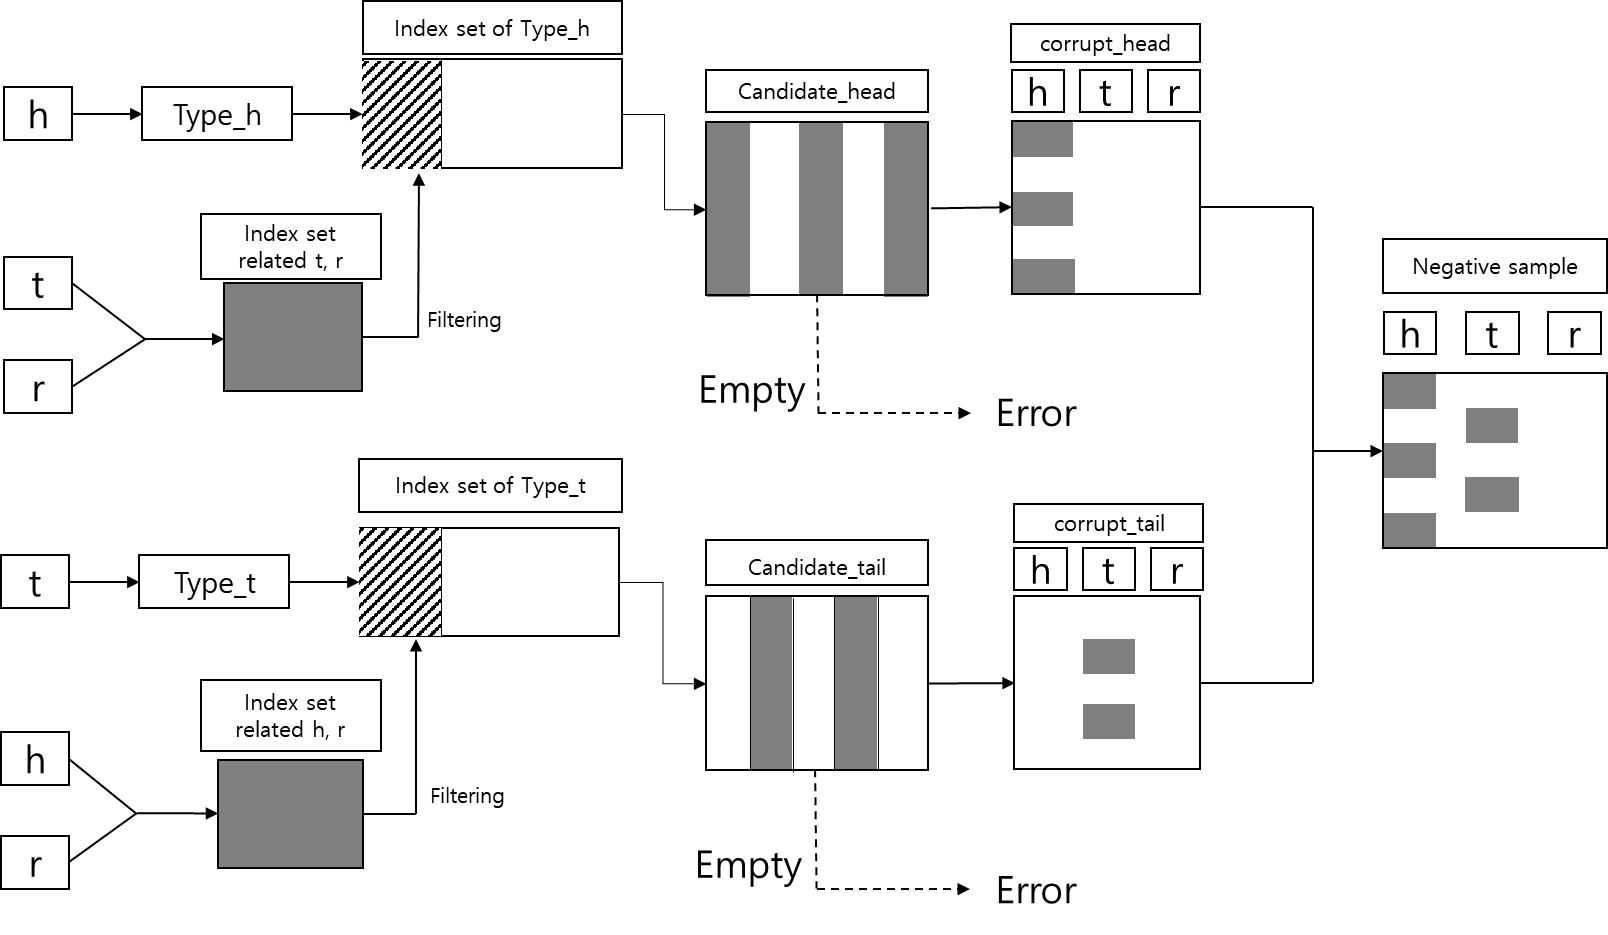 Index set of Type_h
h
Type_h
Index set
related t, r
t
r
Filtering
Candidate_head
Empty
Error
corrupt_head
h t r
Index set of Type_t
t
Type_t
Index set
related h, r
h
r
Filtering
Candidate_tail
Empty
Error
corrupt_tail
h t r
Negative sample
h t r